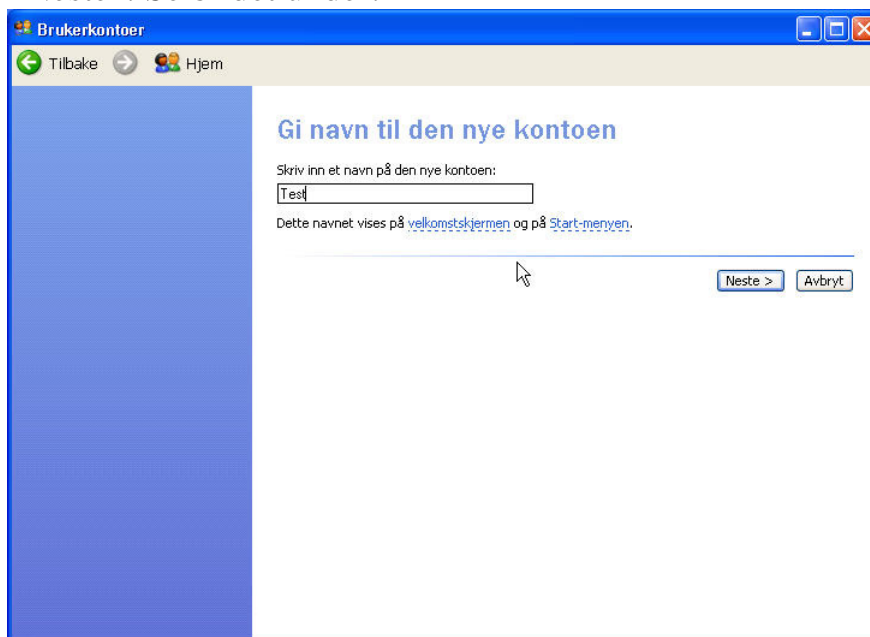 Brukerkontoer
Tilbake Hjem
Gi navn til den nye kontoen
Skriv inn et navn på den nye kontoen:
Test
Dette navnet vises på velkomstskjermen og på Start-menyen.
Neste > Avbryt